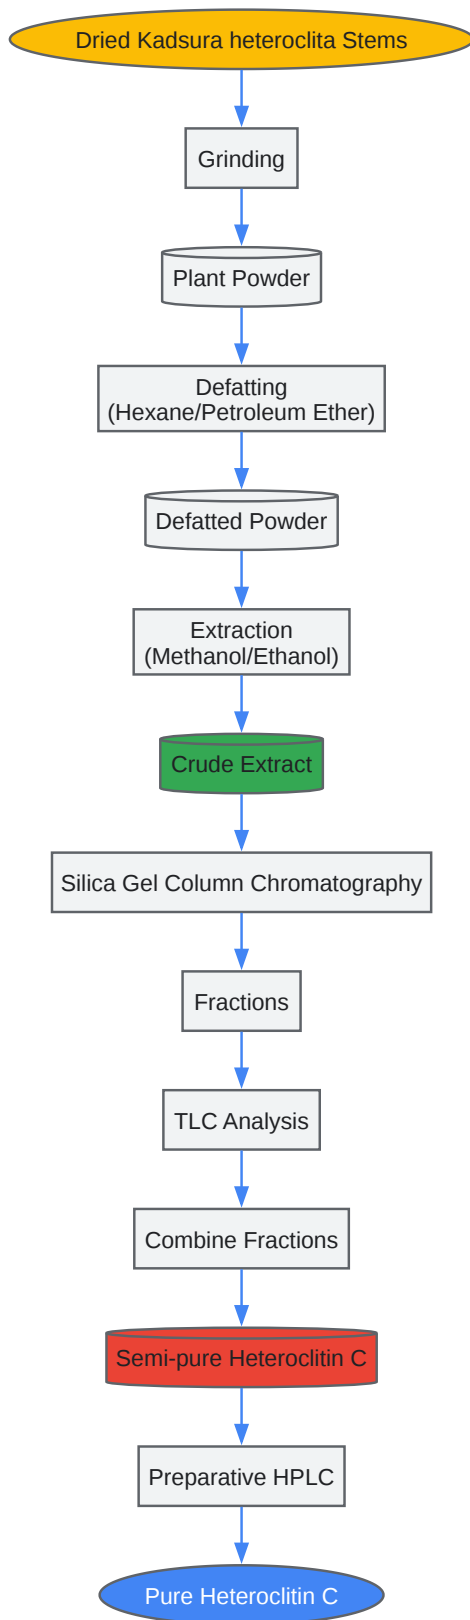 Dried Kadsura heteroclita Stems
Grinding
Plant Powder
Defatting
(Hexane/Petroleum Ether)
Defatted Powder
Extraction
(Methanol/Ethanol)
Crude Extract
Silica Gel Column Chromatography
Fractions
TLC Analysis
Combine Fractions
Semi-pure Heteroclitin C
Preparative HPLC
Pure Heteroclitin C